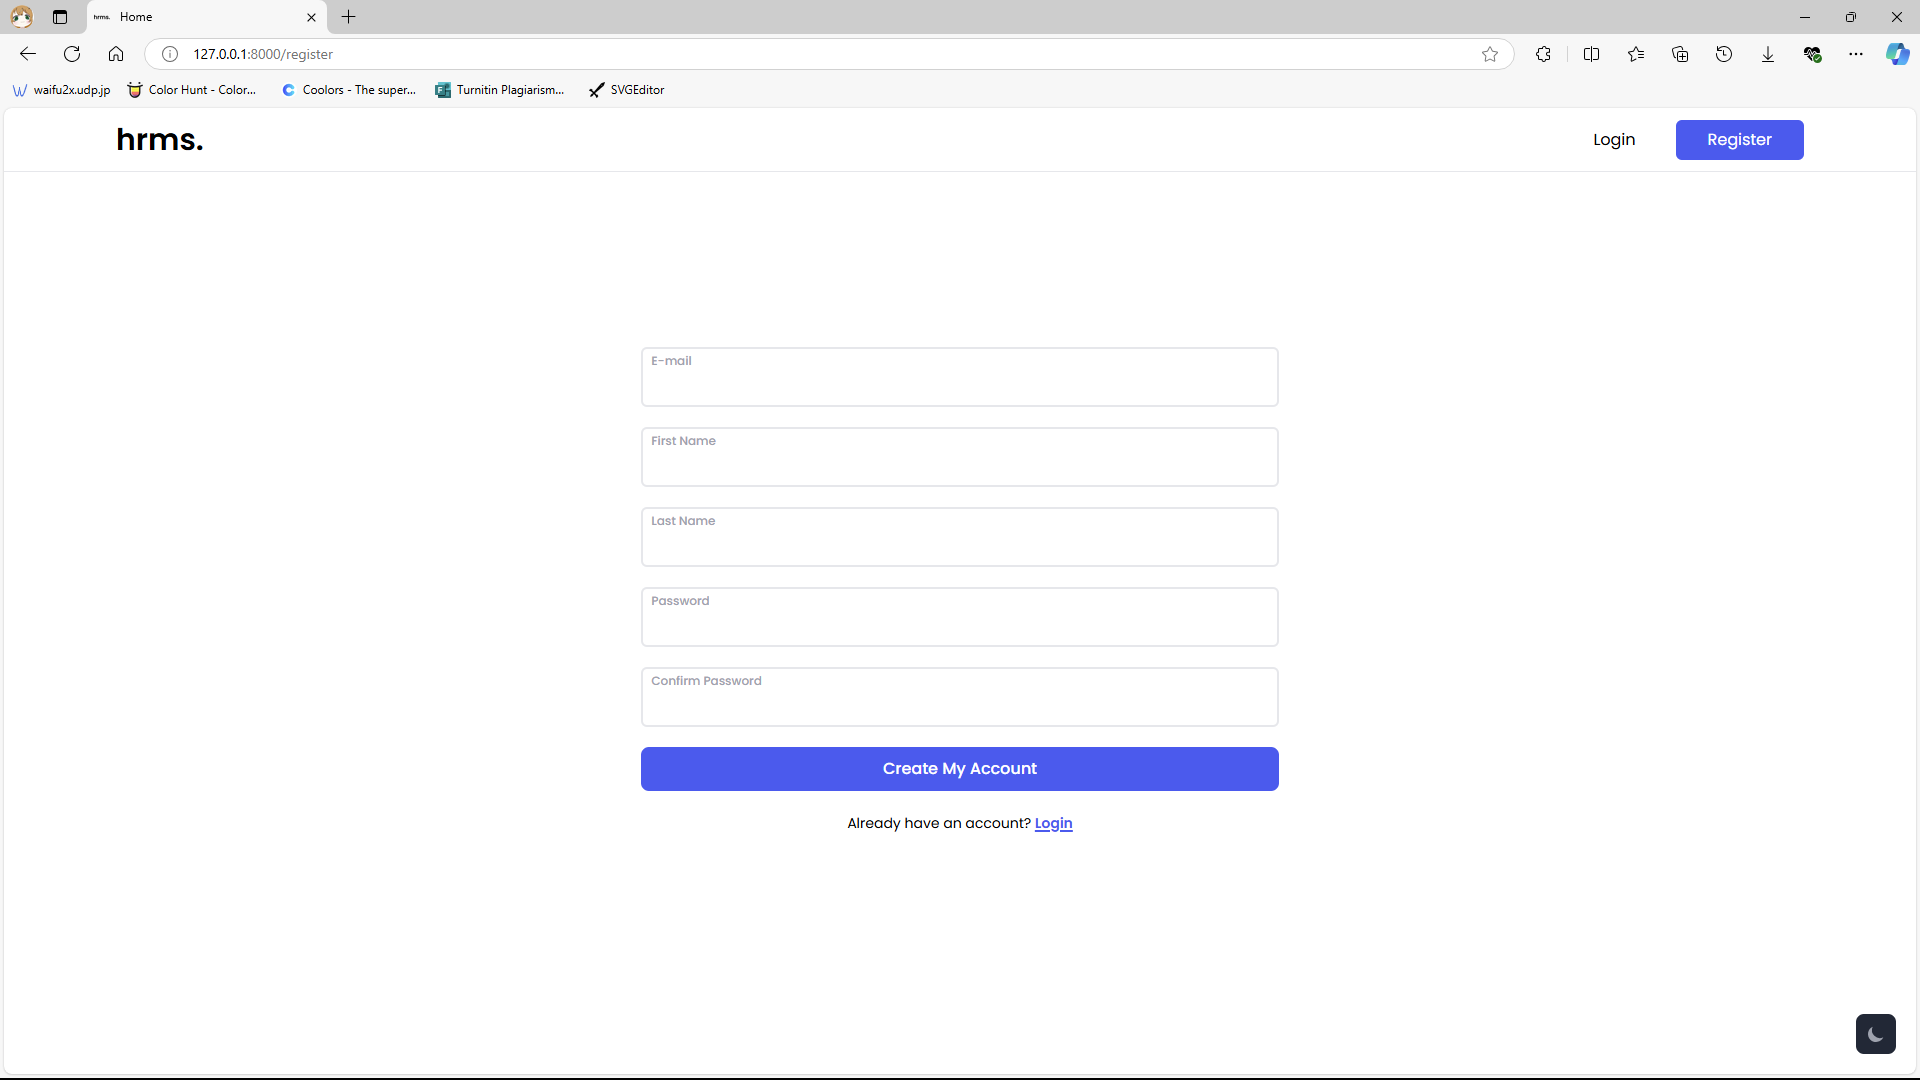 hrms. Home
127.0.0.1:8000/register
waifu2x.udp.jp Color Hunt - Color... Coolors - The super... Turnitin Plagiarism... SVGEditor
hrms. Login Register
E-mail
First Name
Last Name
Password
Confirm Password
Create My Account
Already have an account? Login